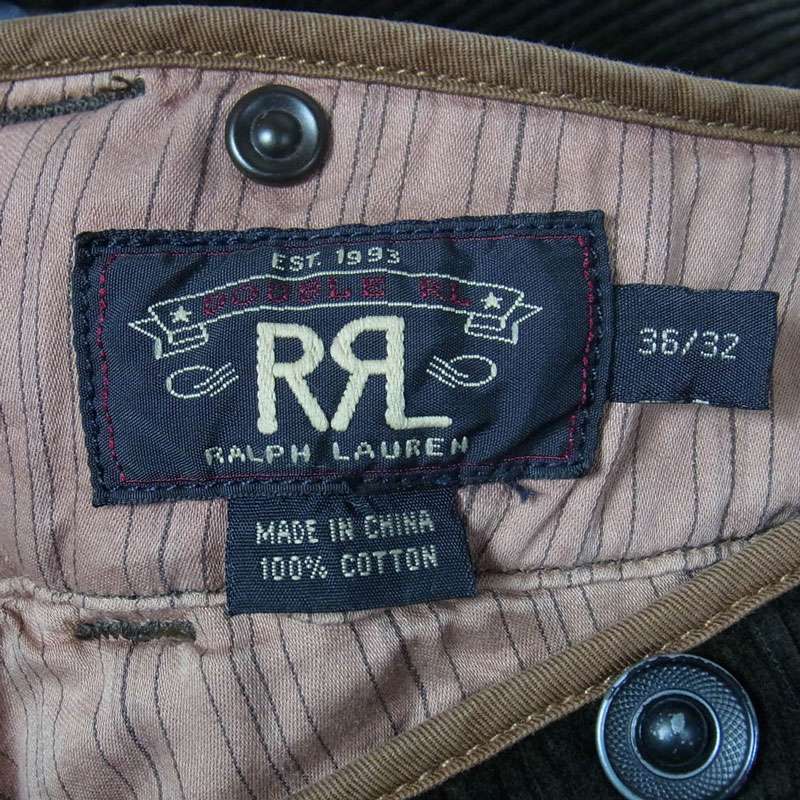 EST. 1993
DOUBLE RL
RRL
RALPH LAUREN
36/32
MADE IN CHINA
100% COTTON